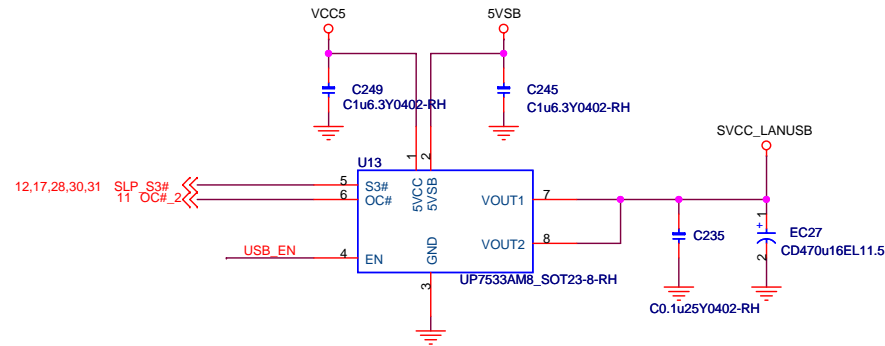 VCC5
5VSB
C249
C1u6.3Y0402-RH
C245
C1u6.3Y0402-RH
SVCC_LANUSB
1
2
U13
12,17,28,30,31 SLP_S3#
5
S3#
11 OC#_2
6
OC#
5VCC
5VSB
VOUT1
7
VOUT2
8
USB_EN
4
EN
GND
3
UP7533AM8_SOT23-8-RH
C235
C0.1u25Y0402-RH
+
1
2
EC27
CD470u16EL11.5